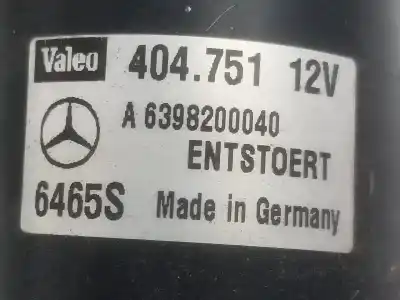 Valeo 404.751 12V
A 6398200040
ENTSTOERT
6465S Made in Germany